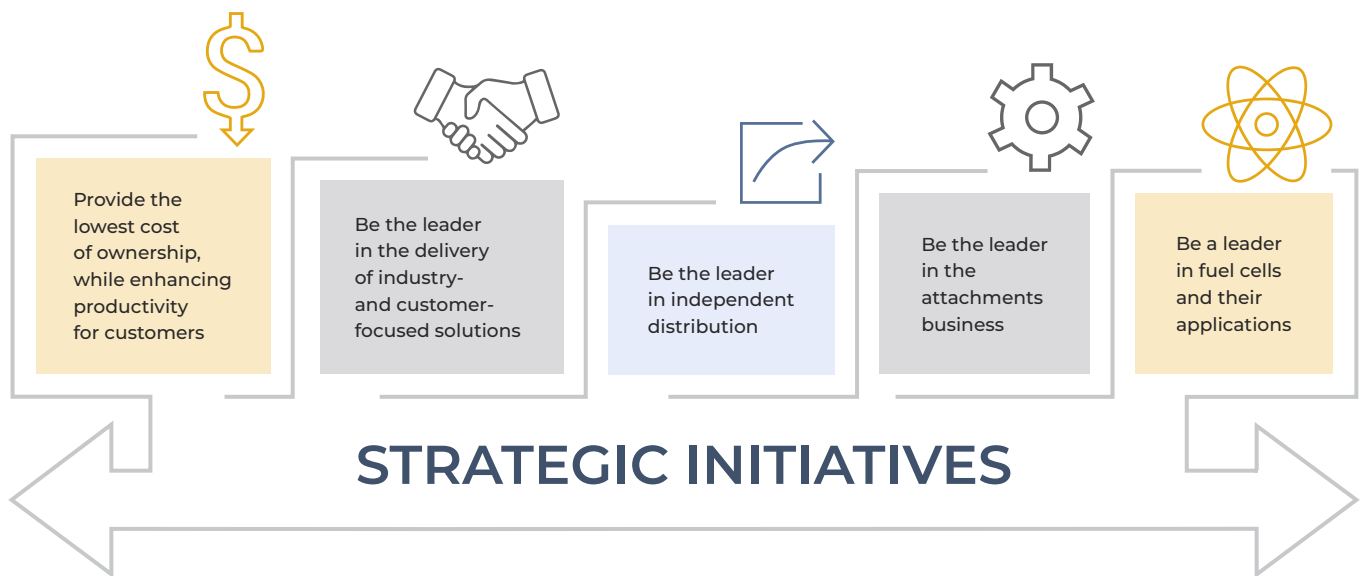 Provide the
lowest cost
of ownership,
while enhancing
productivity
for customers
Be the leader
in the delivery
of industry-
and customer-
focused solutions
Be the leader
in independent
distribution
Be the leader
in the
attachments
business
Be a leader
in fuel cells
and their
applications
STRATEGIC INITIATIVES